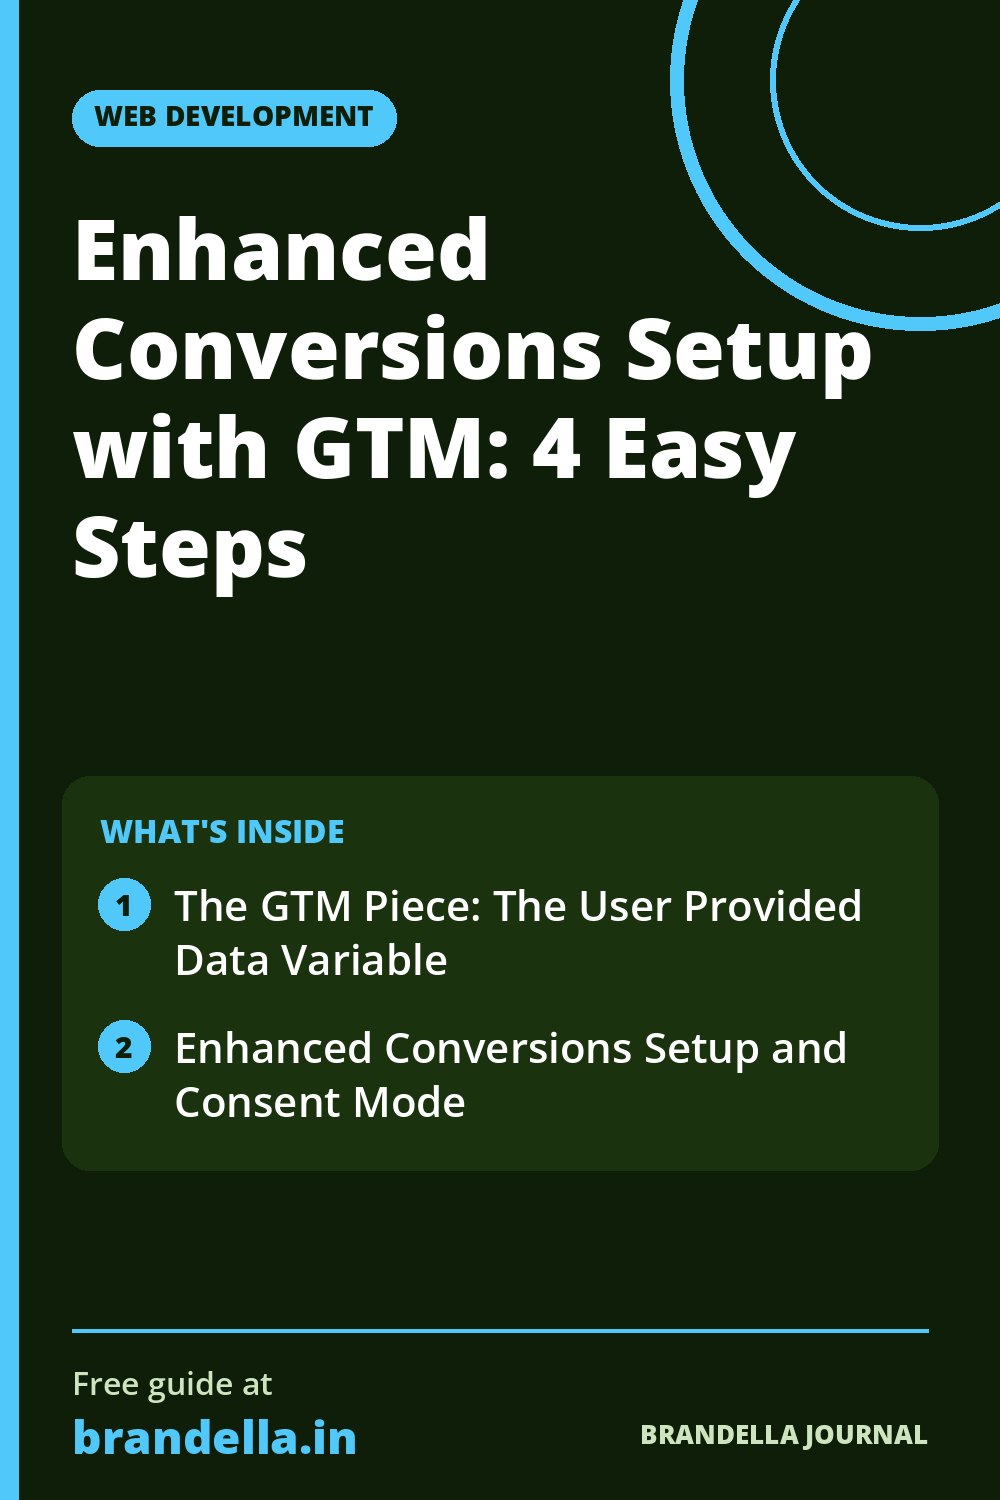 WEB DEVELOPMENT
Enhanced
Conversions Setup
with GTM: 4 Easy
Steps
WHAT'S INSIDE
1 The GTM Piece: The User Provided
Data Variable
2 Enhanced Conversions Setup and
Consent Mode
Free guide at
brandella.in
BRANDELLA JOURNAL